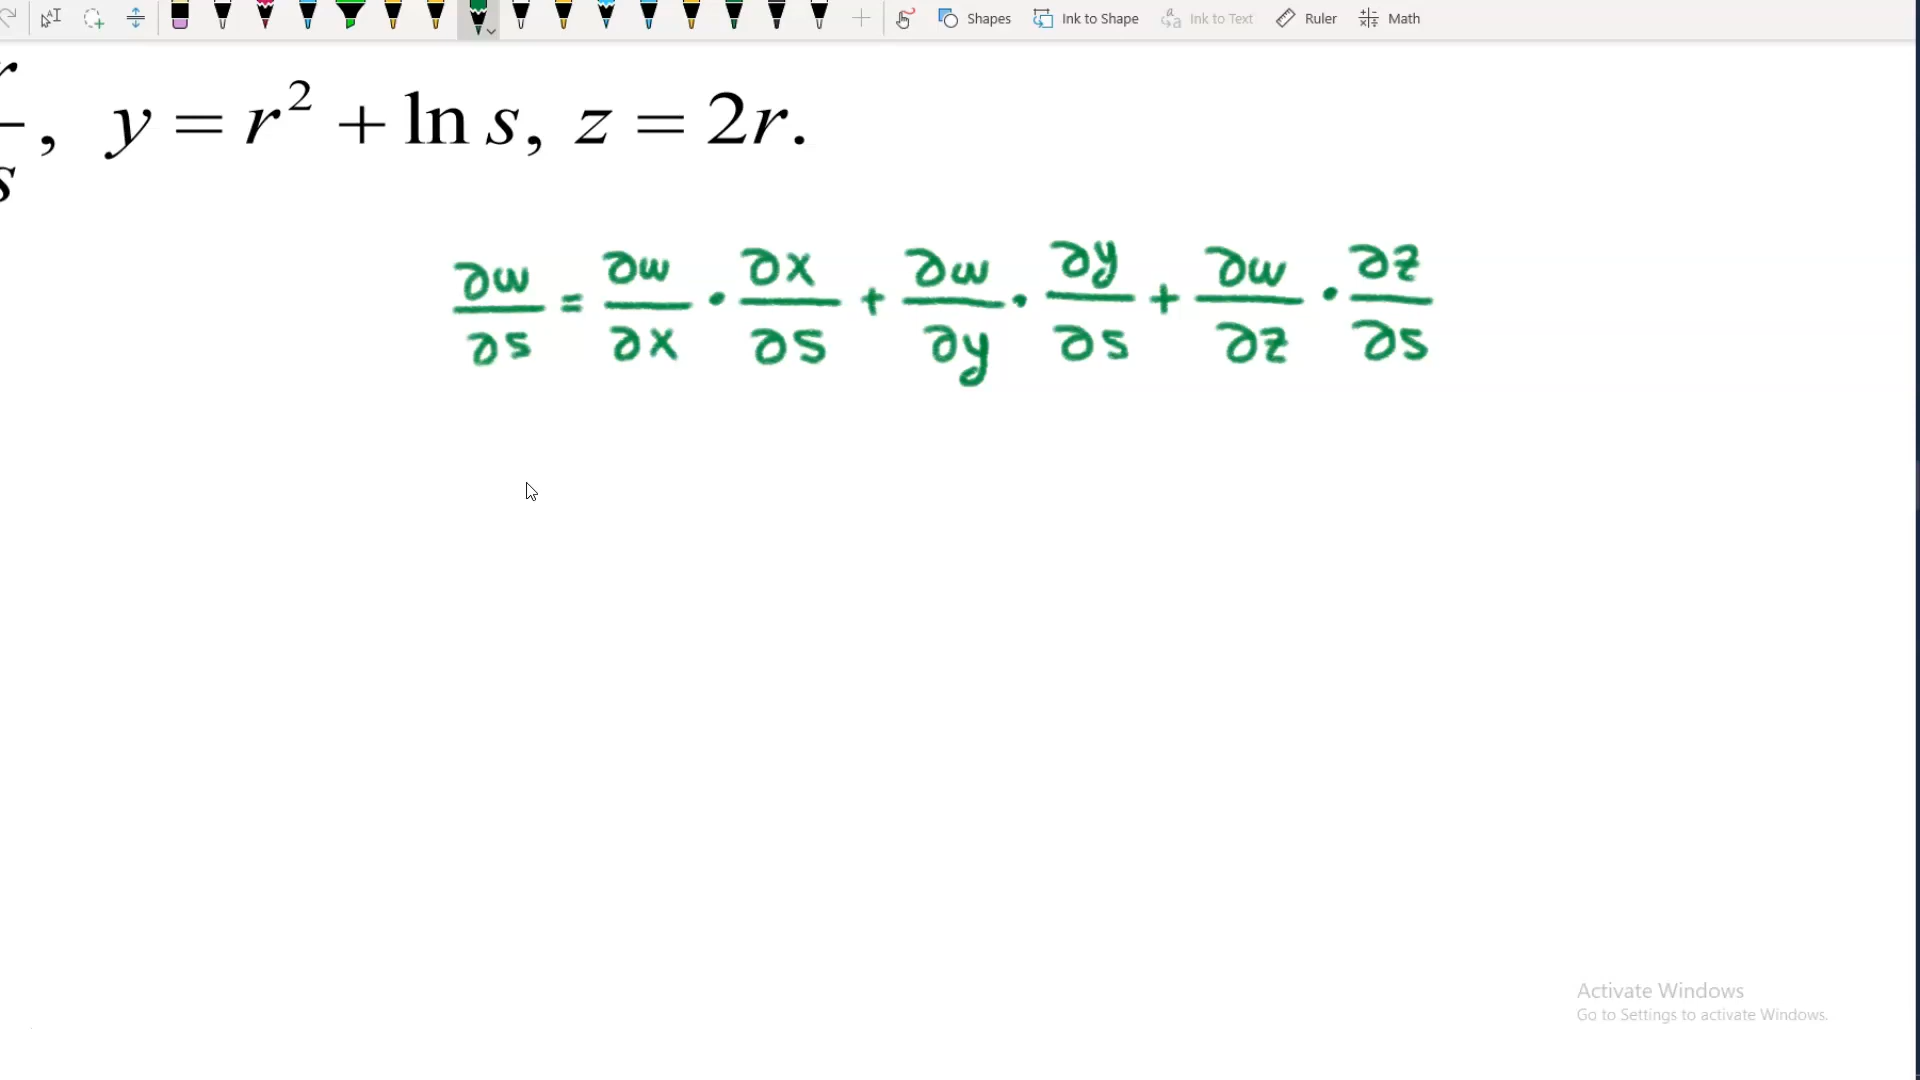 Shapes Ink to Shape Ink to Text Ruler Math
r/s, y = r² + ln s, z = 2r.
∂w/∂s = ∂w/∂x · ∂x/∂s + ∂w/∂y · ∂y/∂s + ∂w/∂z · ∂z/∂s
Activate Windows
Go to Settings to activate Windows.